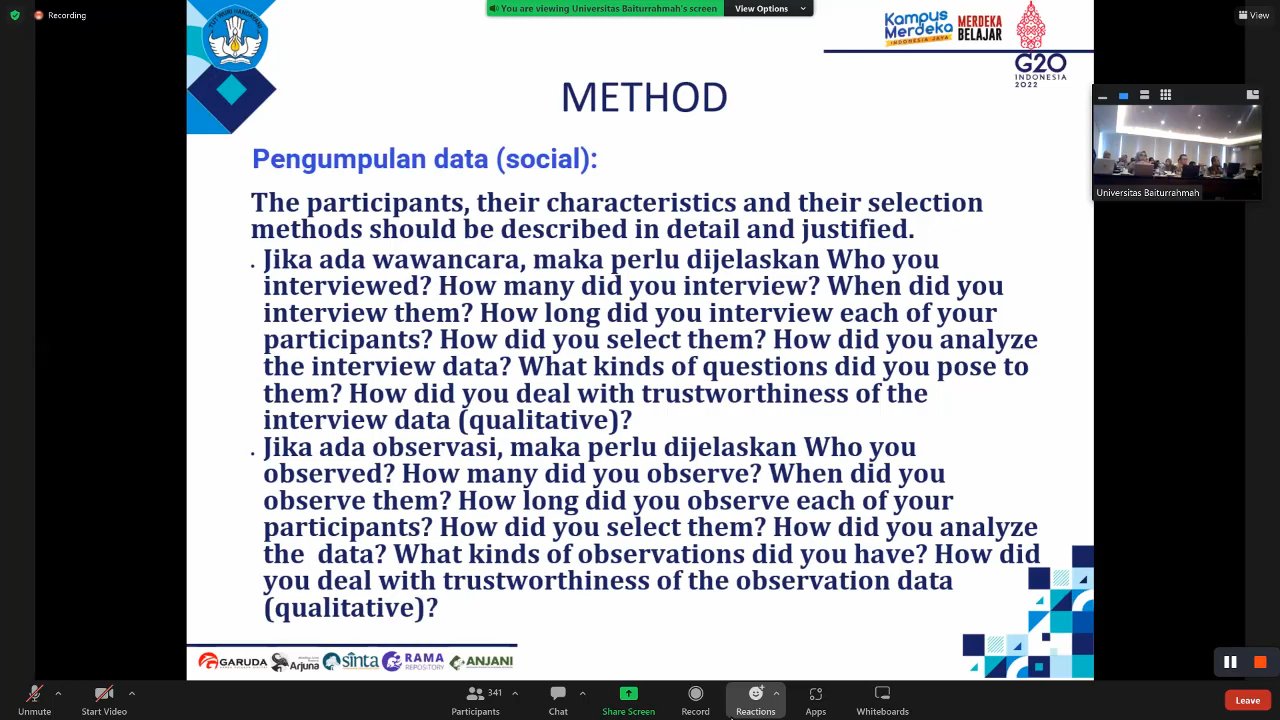 Recording
You are viewing Universitas Baiturrahmah's screen
View Options
View
TUT WURI HANDAYANI
Kampus
Merdeka
INDONESIA JAYA
MERDEKA
BELAJAR
G20
INDONESIA
2022
METHOD
Universitas Baiturrahmah
Pengumpulan data (social):
The participants, their characteristics and their selection
methods should be described in detail and justified.
. Jika ada wawancara, maka perlu dijelaskan Who you
interviewed? How many did you interview? When did you
interview them? How long did you interview each of your
participants? How did you select them? How did you analyze
the interview data? What kinds of questions did you pose to
them? How did you deal with trustworthiness of the
interview data (qualitative)?
. Jika ada observasi, maka perlu dijelaskan Who you
observed? How many did you observe? When did you
observe them? How long did you observe each of your
participants? How did you select them? How did you analyze
the  data? What kinds of observations did you have? How did
you deal with trustworthiness of the observation data
(qualitative)?
GARUDA
Arjuna
sinta
RAMA
REPOSITORY
ANJANI
Unmute
Start Video
341
Participants
Chat
Share Screen
Record
Reactions
Apps
Whiteboards
Leave